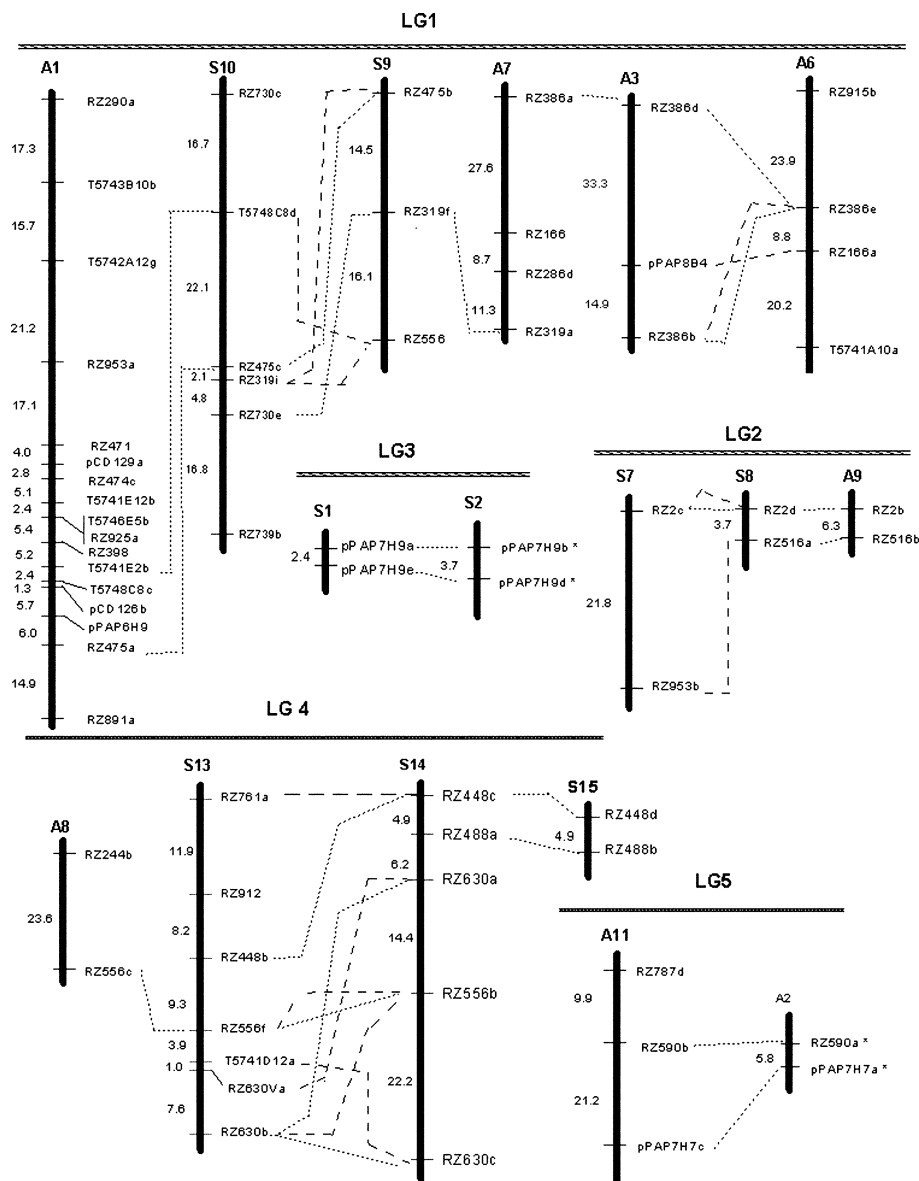 LG1
A1
S10
S9
A7
A3
A6
RZ290a
17.3
T5743B10b
15.7
T5742A12g
21.2
RZ953a
17.1
RZ471
4.0
pCD129a
2.8
RZ474c
5.1
T5741E12b
2.4
T5746E5b
5.4
RZ925a
RZ398
5.2
T5741E2b
2.4
T5748C8c
1.3
pCD126b
5.7
pPAP6H9
6.0
RZ475a
14.9
RZ891a
RZ730c
16.7
T5748C8d
22.1
RZ475c
2.1
RZ319i
4.8
RZ730e
16.8
RZ739b
RZ475b
14.5
RZ319f
16.1
RZ556
RZ386a
27.6
RZ166
8.7
RZ286d
11.3
RZ319a
RZ386d
33.3
pPAP8B4
14.9
RZ386b
RZ915b
23.9
RZ386e
8.8
RZ166a
20.2
T5741A10a
LG3
S1
S2
pPAP7H9a
2.4
pPAP7H9e
pPAP7H9b *
3.7
pPAP7H9d *
LG2
S7
S8
A9
RZ2c
21.8
RZ953b
RZ2d
3.7
RZ516a
RZ2b
6.3
RZ516b
LG 4
A8
S13
S14
S15
RZ244b
23.6
RZ556c
RZ761a
11.9
RZ912
8.2
RZ448b
9.3
RZ556f
3.9
T5741D12a
1.0
RZ630Va
7.6
RZ630b
RZ448c
4.9
RZ488a
6.2
RZ630a
14.4
RZ556b
22.2
RZ630c
RZ448d
4.9
RZ488b
LG5
A11
A2
RZ787d
9.9
RZ590b
21.2
pPAP7H7c
RZ590a *
5.8
pPAP7H7a *